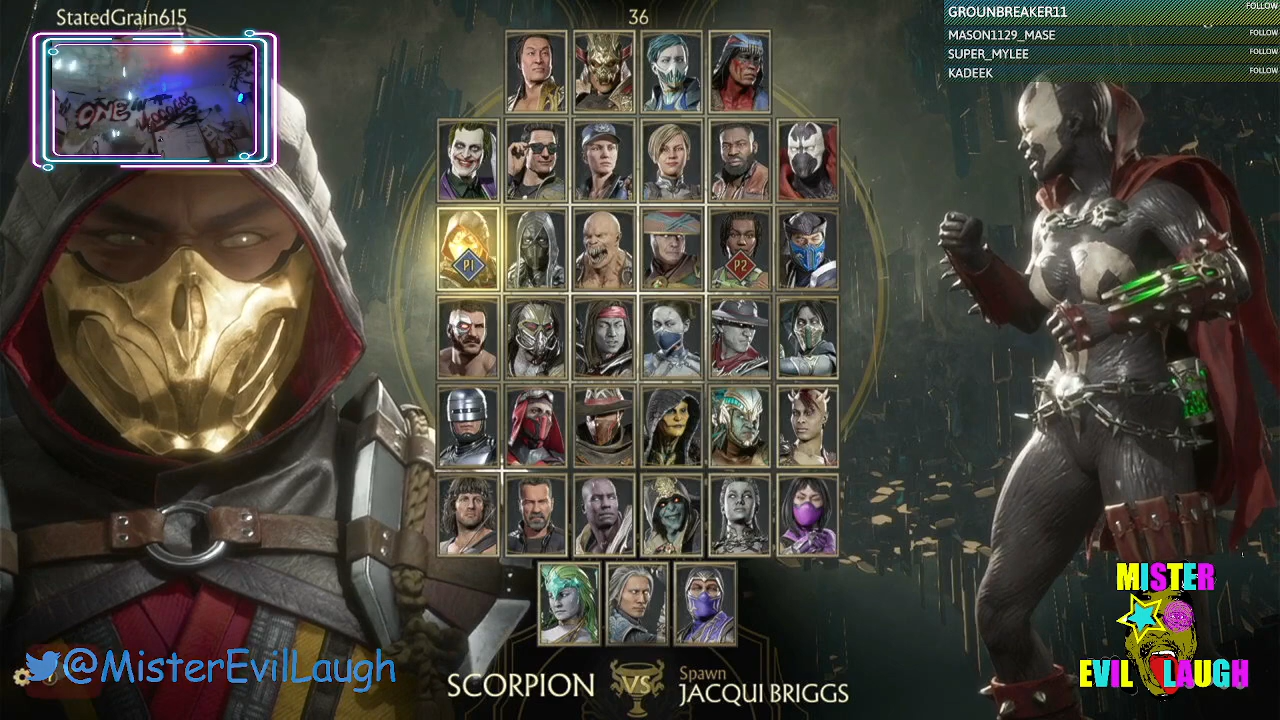 StatedGrain615
36
GROUNBREAKER11 FOLLOW
MASON1129_MASE FOLLOW
SUPER_MYLEE FOLLOW
KADEEK FOLLOW
ONE
P1
P2
MISTER
EVIL LAUGH
@MisterEvilLaugh
SCORPION VS Spawn
JACQUI BRIGGS